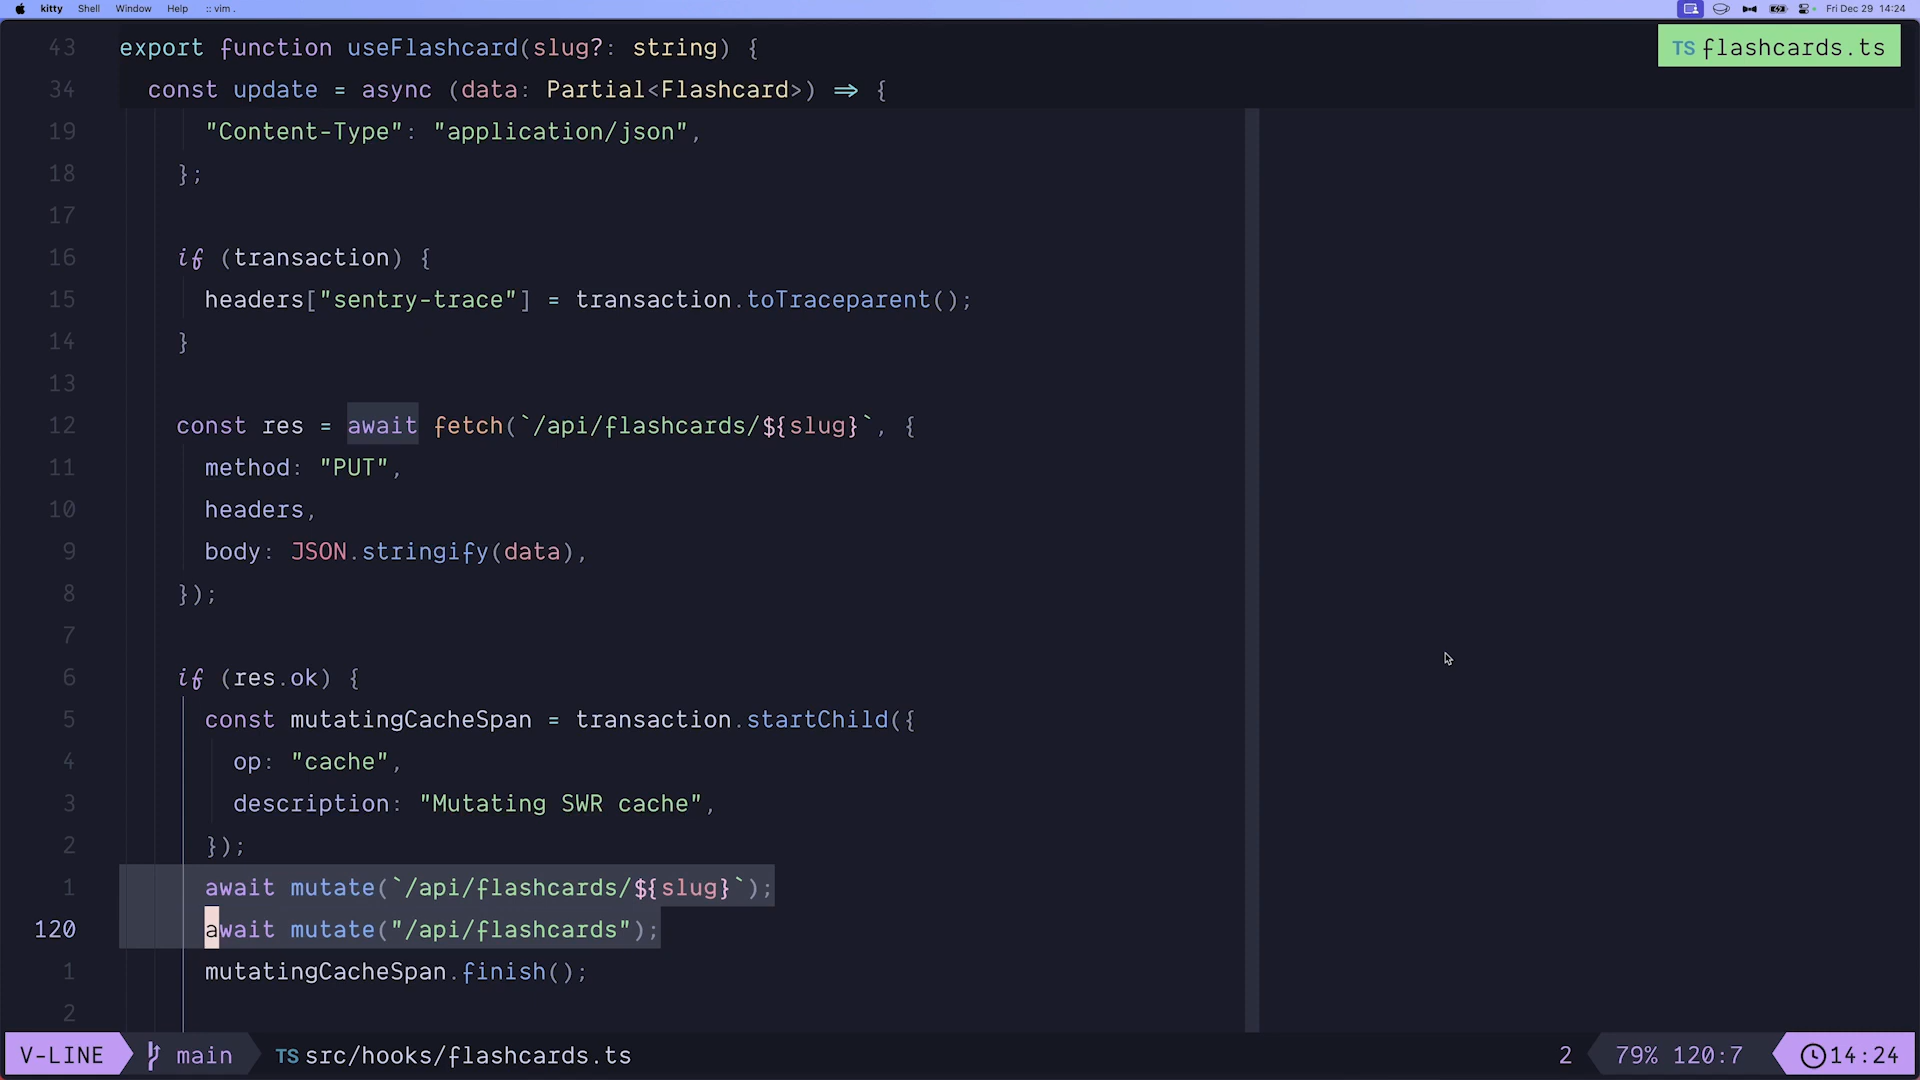 kitty Shell Window Help :: vim . Fri Dec 29 14:24
43 export function useFlashcard(slug?: string) {
TS flashcards.ts
34 const update = async (data: Partial<Flashcard>) => {
19 "Content-Type": "application/json",
18 };
17
16 if (transaction) {
15 headers["sentry-trace"] = transaction.toTraceparent();
14 }
13
12 const res = await fetch(`/api/flashcards/${slug}`, {
11 method: "PUT",
10 headers,
9 body: JSON.stringify(data),
8 });
7
6 if (res.ok) {
5 const mutatingCacheSpan = transaction.startChild({
4 op: "cache",
3 description: "Mutating SWR cache",
2 });
1 await mutate(`/api/flashcards/${slug}`);
120 await mutate("/api/flashcards");
1 mutatingCacheSpan.finish();
2
V-LINE main TS src/hooks/flashcards.ts 2 79% 120:7 14:24